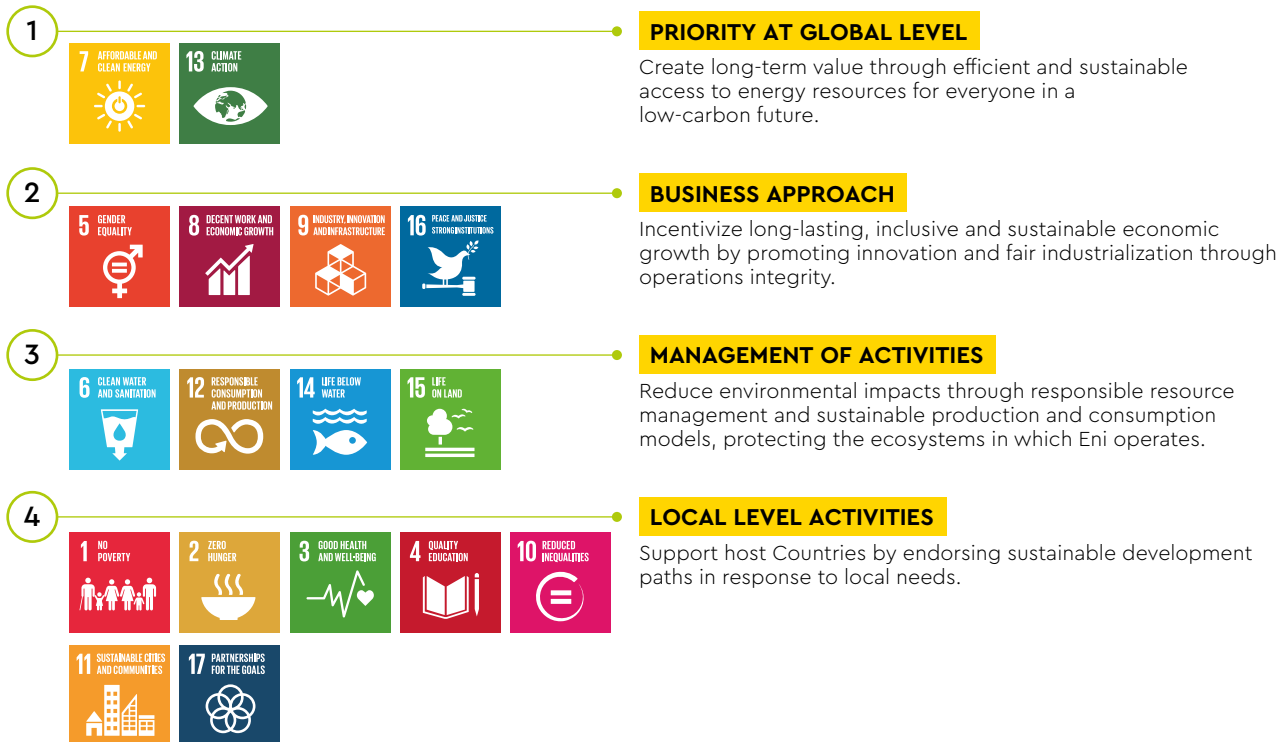 1
PRIORITY AT GLOBAL LEVEL
7 AFFORDABLE AND
CLEAN ENERGY
13 CLIMATE
ACTION
Create long-term value through efficient and sustainable
access to energy resources for everyone in a
low-carbon future.
2
BUSINESS APPROACH
5 GENDER
EQUALITY
8 DECENT WORK AND
ECONOMIC GROWTH
9 INDUSTRY, INNOVATION
AND INFRASTRUCTURE
16 PEACE AND JUSTICE
STRONG INSTITUTIONS
Incentivize long-lasting, inclusive and sustainable economic
growth by promoting innovation and fair industrialization through
operations integrity.
3
MANAGEMENT OF ACTIVITIES
6 CLEAN WATER
AND SANITATION
12 RESPONSIBLE
CONSUMPTION
AND PRODUCTION
14 LIFE BELOW
WATER
15 LIFE
ON LAND
Reduce environmental impacts through responsible resource
management and sustainable production and consumption
models, protecting the ecosystems in which Eni operates.
4
LOCAL LEVEL ACTIVITIES
1 NO
POVERTY
2 ZERO
HUNGER
3 GOOD HEALTH
AND WELL-BEING
4 QUALITY
EDUCATION
10 REDUCED
INEQUALITIES
Support host Countries by endorsing sustainable development
paths in response to local needs.
11 SUSTAINABLE CITIES
AND COMMUNITIES
17 PARTNERSHIPS
FOR THE GOALS